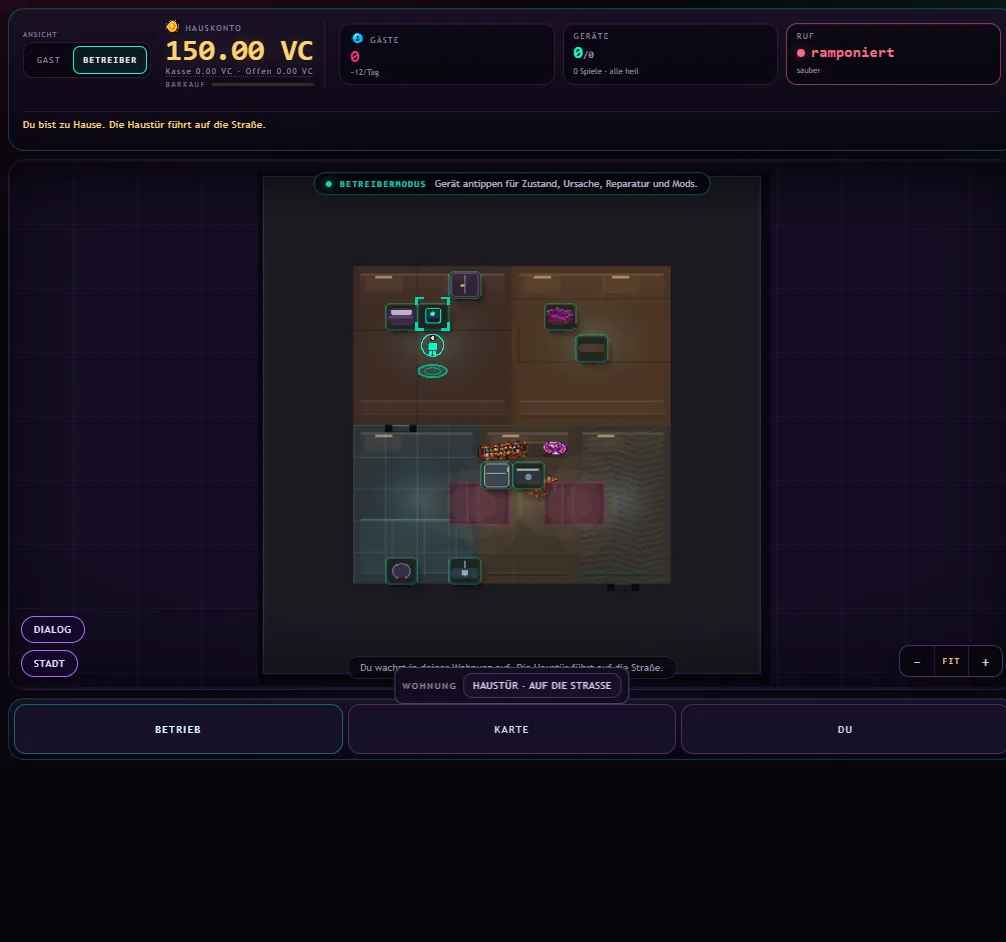 ANSICHT
GAST
BETREIBER
HAUSKONTO
150.00 VC
Kasse 0.00 VC · Offen 0.00 VC
BARKAUF
GÄSTE
0
~12/Tag
GERÄTE
0/0
0 Spiele · alle heil
RUF
ramponiert
sauber
Du bist zu Hause. Die Haustür führt auf die Straße.
BETREIBERMODUS Gerät antippen für Zustand, Ursache, Reparatur und Mods.
DIALOG
STADT
− FIT +
Du wachst in deiner Wohnung auf. Die Haustür führt auf die Straße.
WOHNUNG HAUSTÜR · AUF DIE STRASSE
BETRIEB
KARTE
DU